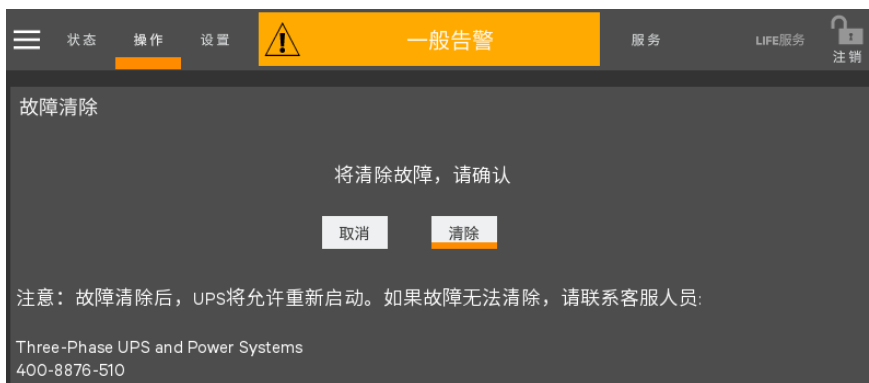 状态 操作 设置 一般告警 服务 LIFE服务
注销
故障清除
将清除故障，请确认
取消 清除
注意：故障清除后，UPS将允许重新启动。如果故障无法清除，请联系客服人员:
Three-Phase UPS and Power Systems
400-8876-510